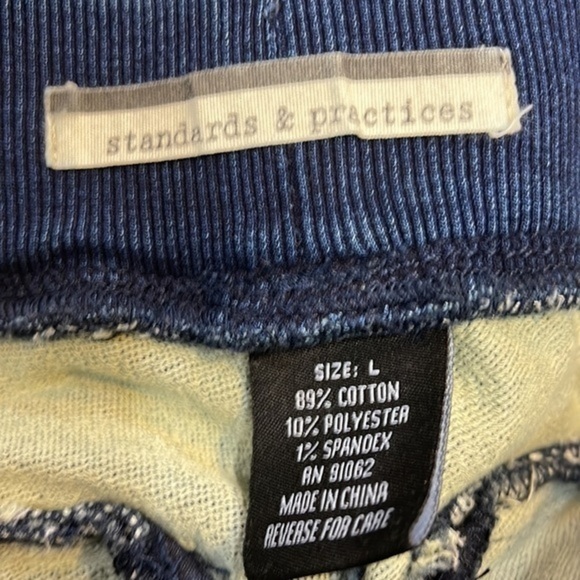 standards & practices
SIZE: L
89% COTTON
10% POLYESTER
1% SPANDEX
RN 91062
MADE IN CHINA
REVERSE FOR CARE